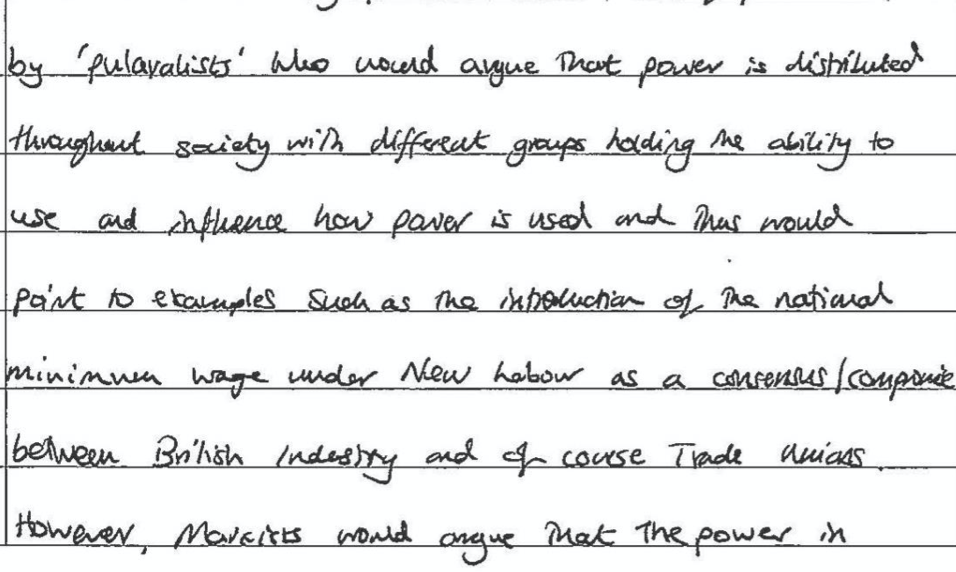 by 'pularalists' who would argue that power is distributed
throughout society with different groups holding the ability to
use and influence how power is used and thus would
point to examples such as the introduction of the national
minimum wage under New Labour as a consensus/compromise
between British Industry and of course Trade Unions.
However, Marxists would argue that the power in